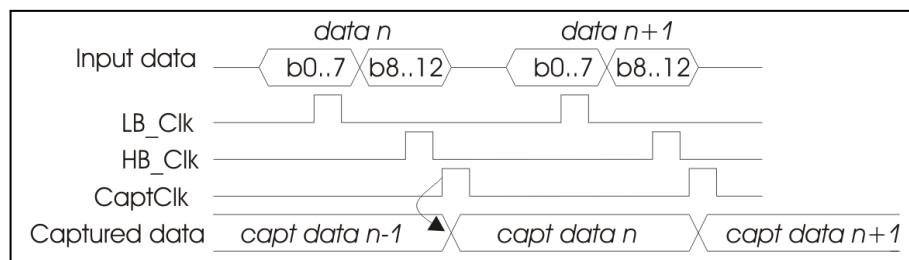 data n data n+1
Input data b0..7 b8..12 b0..7 b8..12
LB_Clk
HB_Clk
CaptClk
Captured data capt data n-1 capt data n capt data n+1